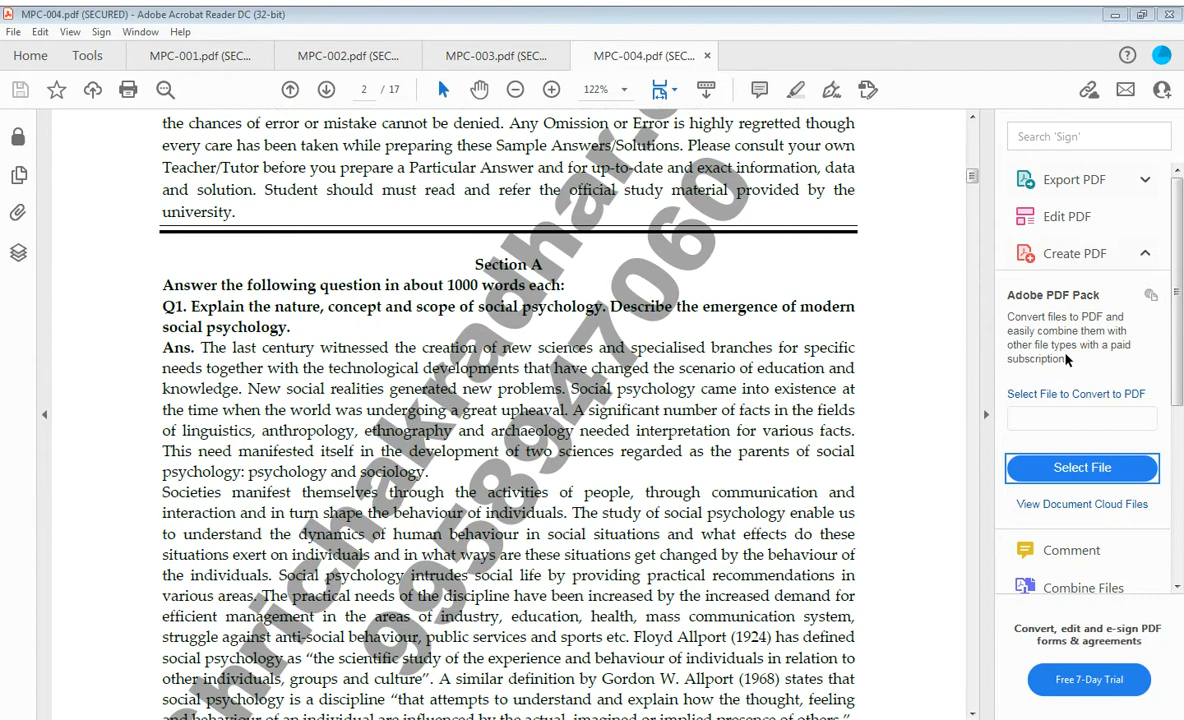 MPC-004.pdf (SECURED) - Adobe Acrobat Reader DC (32-bit)
File Edit View Sign Window Help
Home Tools MPC-001.pdf (SEC... MPC-002.pdf (SEC... MPC-003.pdf (SEC... MPC-004.pdf (SEC... ×
2 / 17 122%
the chances of error or mistake cannot be denied. Any Omission or Error is highly regretted though
every care has been taken while preparing these Sample Answers/Solutions. Please consult your own
Teacher/Tutor before you prepare a Particular Answer and for up-to-date and exact information, data
and solution. Student should must read and refer the official study material provided by the
university.
Section A
Answer the following question in about 1000 words each:
Q1. Explain the nature, concept and scope of social psychology. Describe the emergence of modern
social psychology.
Ans. The last century witnessed the creation of new sciences and specialised branches for specific
needs together with the technological developments that have changed the scenario of education and
knowledge. New social realities generated new problems. Social psychology came into existence at
the time when the world was undergoing a great upheaval. A significant number of facts in the fields
of linguistics, anthropology, ethnography and archaeology needed interpretation for various facts.
This need manifested itself in the development of two sciences regarded as the parents of social
psychology: psychology and sociology.
Societies manifest themselves through the activities of people, through communication and
interaction and in turn shape the behaviour of individuals. The study of social psychology enable us
to understand the dynamics of human behaviour in social situations and what effects do these
situations exert on individuals and in what ways are these situations get changed by the behaviour of
the individuals. Social psychology intrudes social life by providing practical recommendations in
various areas. The practical needs of the discipline have been increased by the increased demand for
efficient management in the areas of industry, education, health, mass communication system,
struggle against anti-social behaviour, public services and sports etc. Floyd Allport (1924) has defined
social psychology as “the scientific study of the experience and behaviour of individuals in relation to
other individuals, groups and culture”. A similar definition by Gordon W. Allport (1968) states that
social psychology is a discipline “that attempts to understand and explain how the thought, feeling
and behaviour of an individual are influenced by the actual, imagined or implied presence of others.”
hrichakradhar.c
9958947060
Search 'Sign'
Export PDF
Edit PDF
Create PDF
Adobe PDF Pack
Convert files to PDF and
easily combine them with
other file types with a paid
subscription
Select File to Convert to PDF
Select File
View Document Cloud Files
Comment
Combine Files
Convert, edit and e-sign PDF
forms & agreements
Free 7-Day Trial